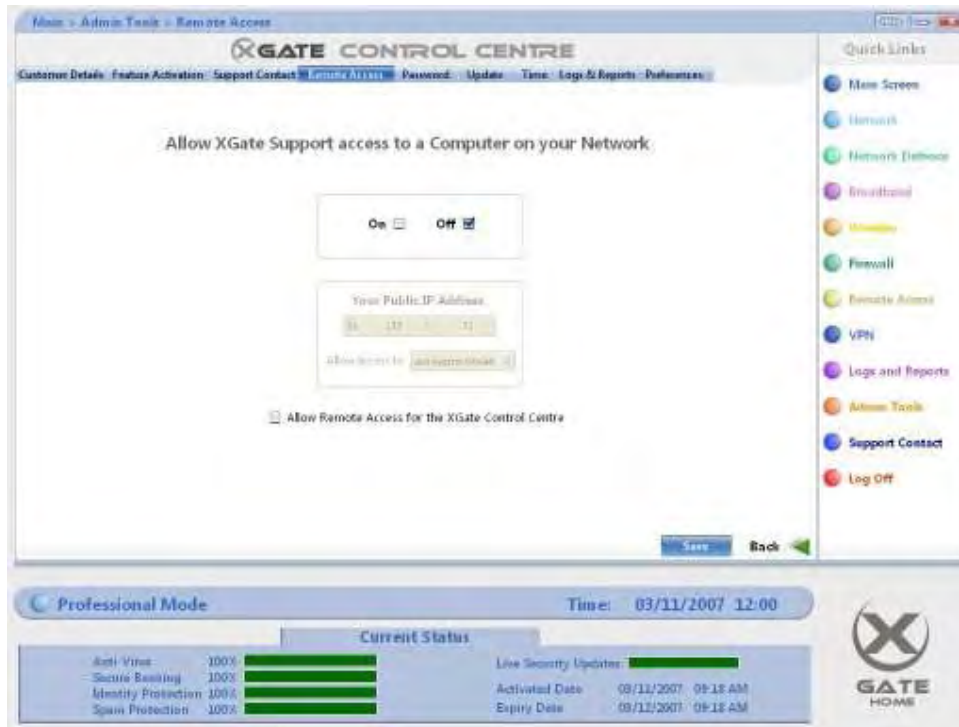 Main > Admin Tools > Remote Access
XGATE CONTROL CENTRE
Customer Details Feature Activation Support Contact Remote Access Password Update Time Logs & Reports Preferences
Allow XGate Support access to a Computer on your Network
On Off
Your Public IP Address
Allow Access to
Allow Remote Access for the XGate Control Centre
Save Back
Quick Links
Main Screen
Network
Network Defence
Broadband
Wireless
Firewall
Remote Access
VPN
Logs and Reports
Admin Tools
Support Contact
Log Off
Professional Mode Time: 03/11/2007 12:00
Current Status
Anti Virus 100%
Secure Banking 100%
Identity Protection 100%
Spam Protection 100%
Live Security Updates
Activated Date 03/11/2007 09:18 AM
Expiry Date 03/12/2007 09:18 AM
X
GATE
HOME